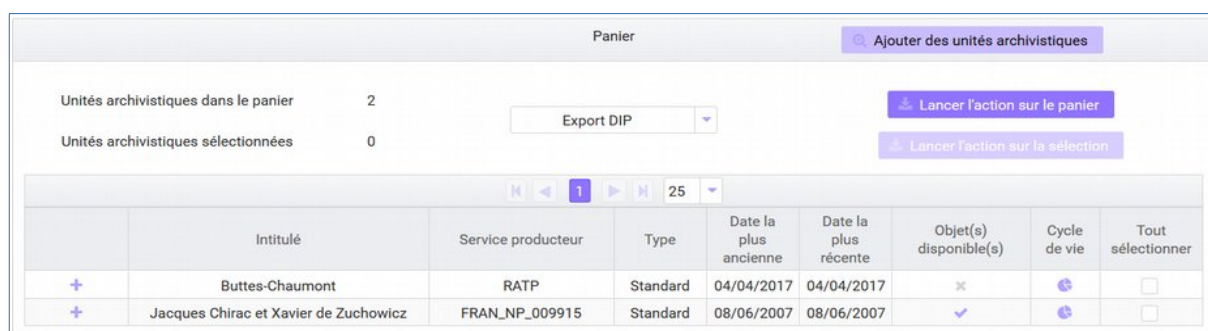 Panier
Ajouter des unités archivistiques
Unités archivistiques dans le panier 2
Export DIP
Lancer l'action sur le panier
Unités archivistiques sélectionnées 0
Lancer l'action sur la sélection
1 25
Intitulé Service producteur Type Date la plus ancienne Date la plus récente Objet(s) disponible(s) Cycle de vie Tout sélectionner
Buttes-Chaumont RATP Standard 04/04/2017 04/04/2017
Jacques Chirac et Xavier de Zuchowicz FRAN_NP_009915 Standard 08/06/2007 08/06/2007